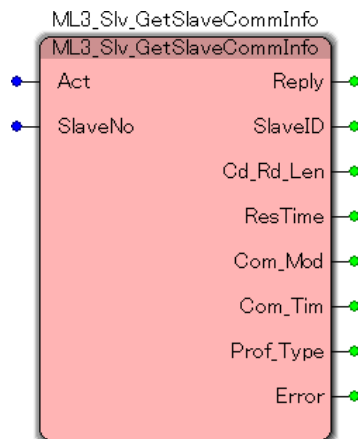 ML3_Slv_GetSlaveCommInfo
ML3_Slv_GetSlaveCommInfo
Act Reply
SlaveNo SlaveID
Cd_Rd_Len
ResTime
Com_Mod
Com_Tim
Prof_Type
Error